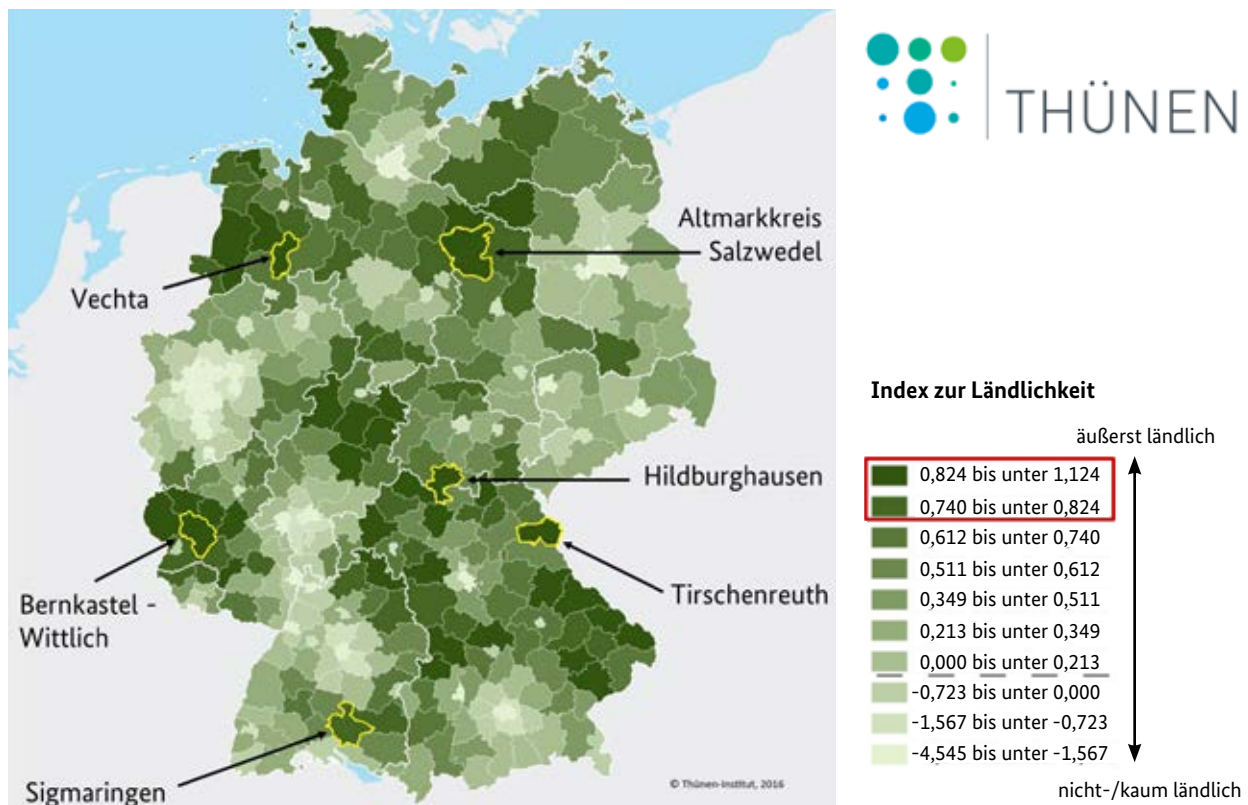 THÜNEN
Altmarkkreis
Salzwedel
Vechta
Hildburghausen
Tirschenreuth
Bernkastel -
Wittlich
Sigmaringen
© Thünen-Institut, 2016
Index zur Ländlichkeit
äußerst ländlich
0,824 bis unter 1,124
0,740 bis unter 0,824
0,612 bis unter 0,740
0,511 bis unter 0,612
0,349 bis unter 0,511
0,213 bis unter 0,349
0,000 bis unter 0,213
-0,723 bis unter 0,000
-1,567 bis unter -0,723
-4,545 bis unter -1,567
nicht-/kaum ländlich